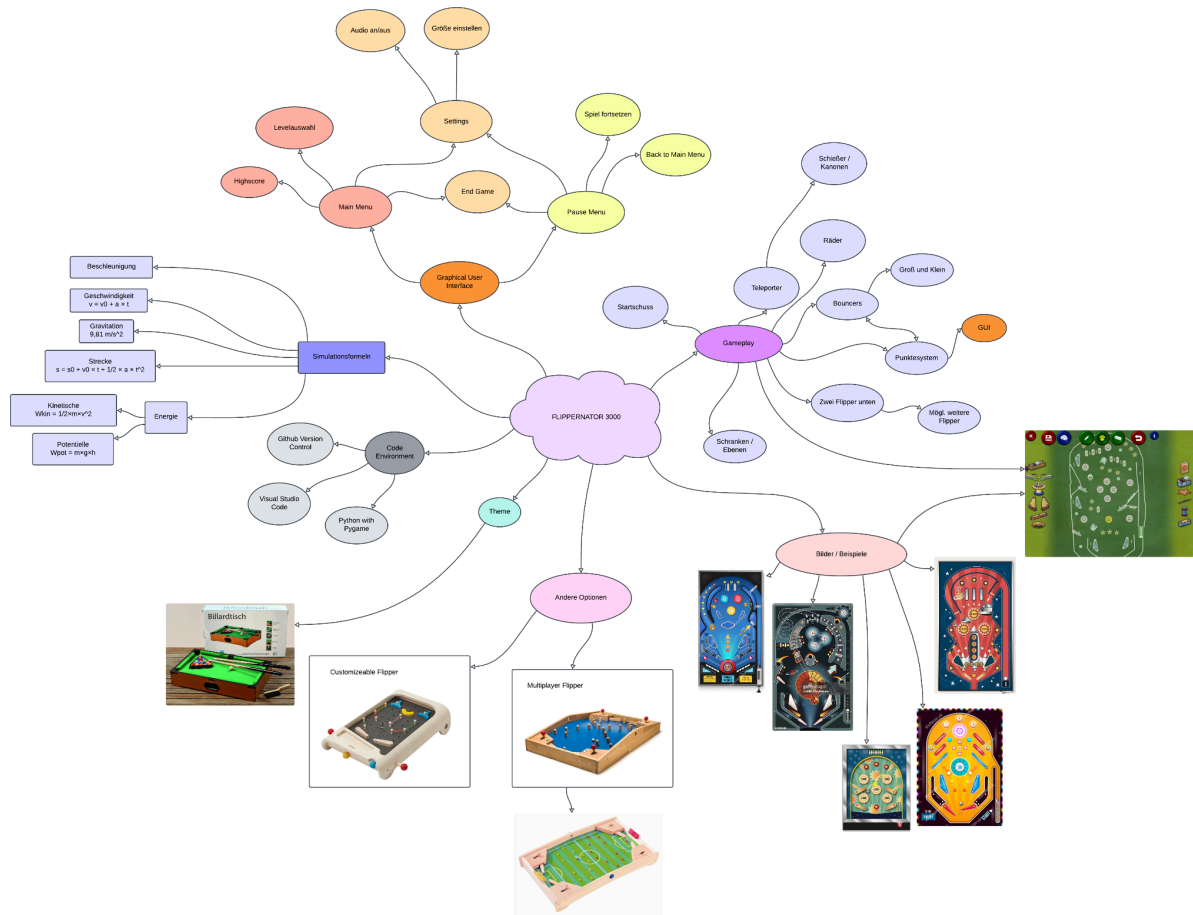 Audio an/aus
Größe einstellen
Settings
Levelauswahl
Highscore
Main Menu
End Game
Spiel fortsetzen
Back to Main Menu
Pause Menu
Graphical User
Interface
Schießer /
Kanonen
Räder
Teleporter
Startschuss
Groß und Klein
Bouncers
GUI
Gameplay
Punktesystem
Zwei Flipper unten
Mögl. weitere
Flipper
Schranken /
Ebenen
Beschleunigung
Geschwindigkeit
v = v0 + a × t
Gravitation
9,81 m/s^2
Strecke
s = s0 + v0 × t + 1/2 × a × t^2
Simulationsformeln
Energie
Kinetische
Wkin = 1/2×m×v^2
Potentielle
Wpot = m×g×h
FLIPPERNATOR 3000
Github Version
Control
Code
Environment
Visual Studio
Code
Python with
Pygame
Theme
Bilder / Beispiele
Andere Optionen
Billardtisch
Customizeable Flipper
Multiplayer Flipper